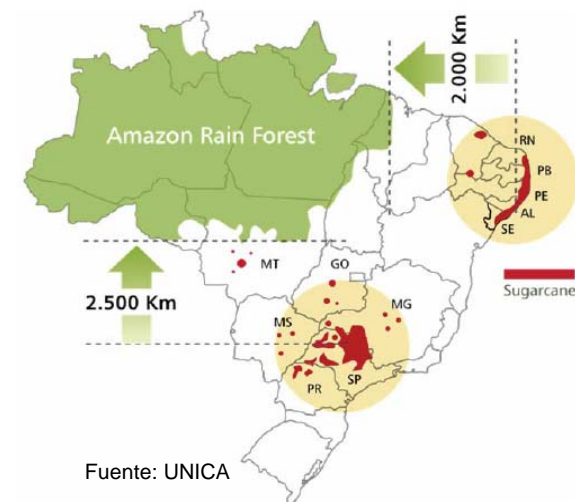 2.000 Km
Amazon Rain Forest
RN
PB
PE
AL
SE
MT
GO
2.500 Km
MS
MG
Sugarcane
SP
PR
Fuente: UNICA